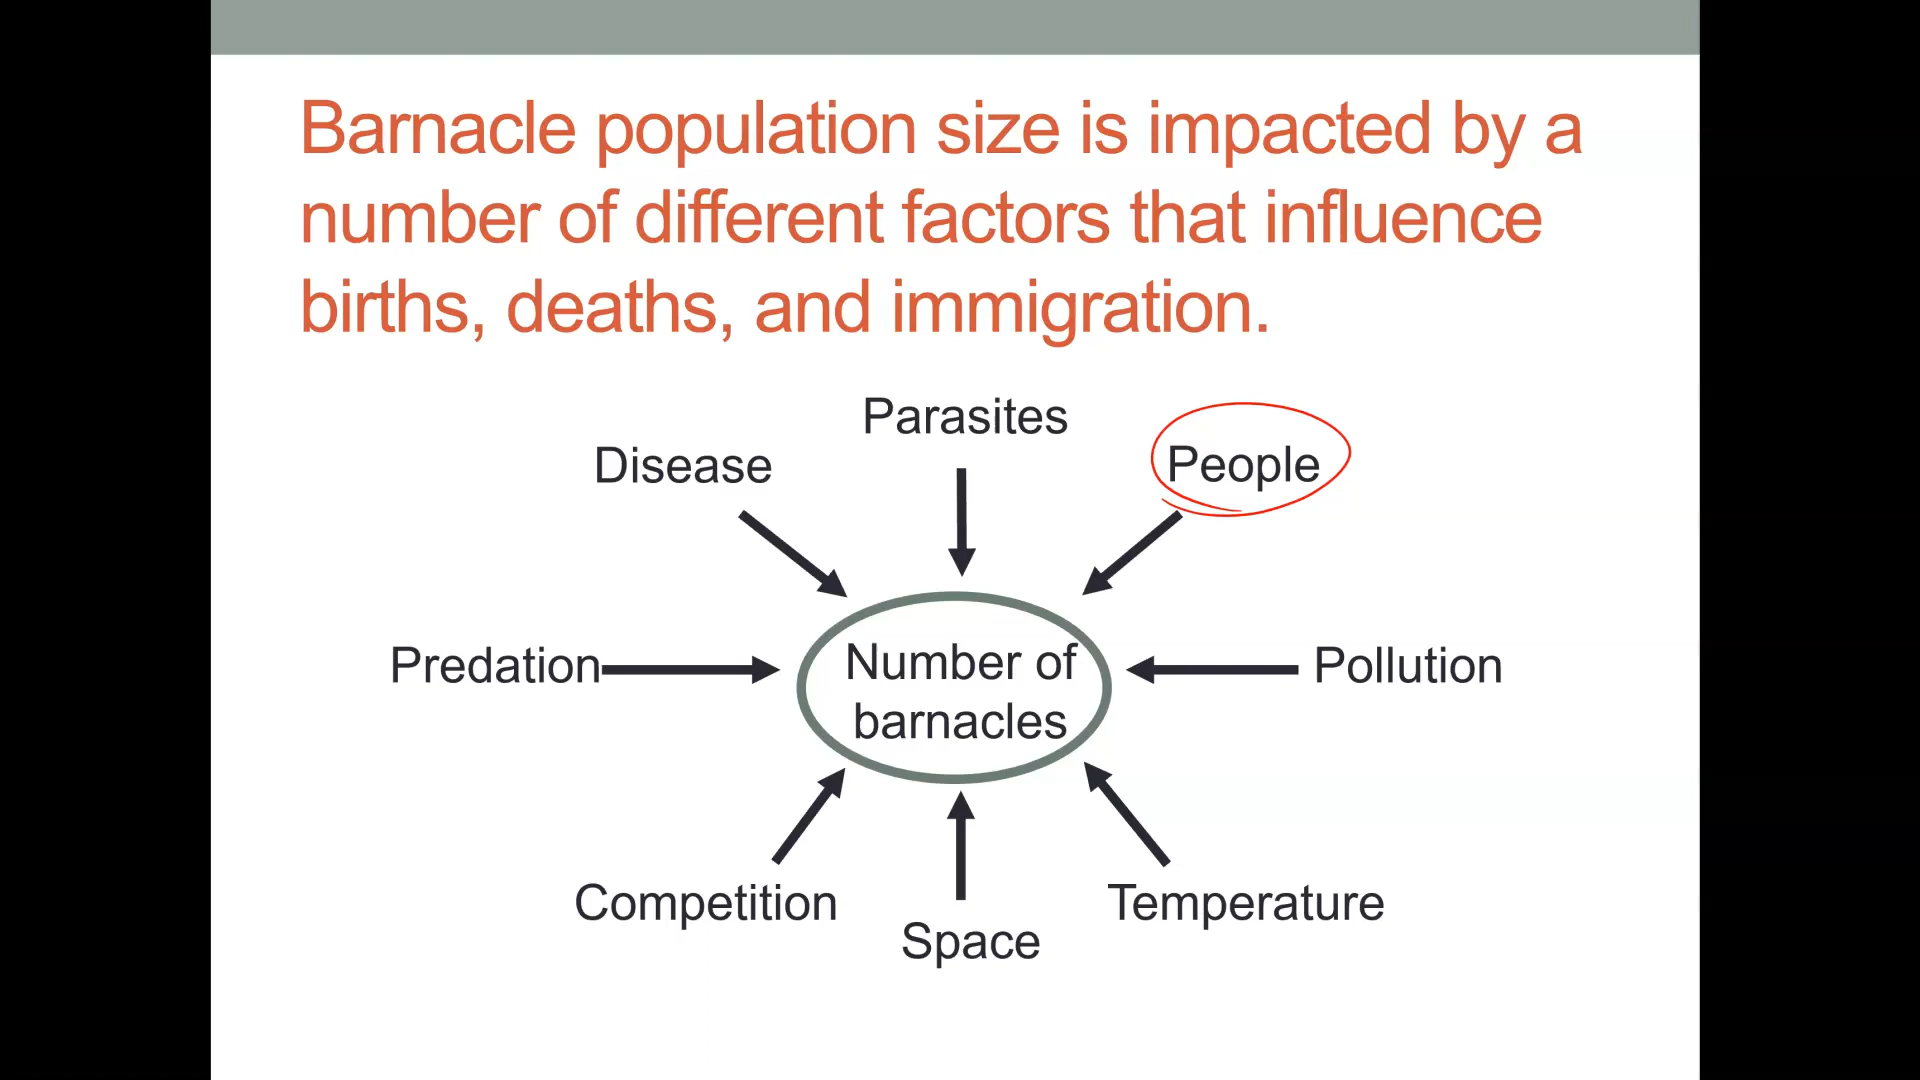 Barnacle population size is impacted by a
number of different factors that influence
births, deaths, and immigration.
Parasites
Disease
People
Predation
Number of
barnacles
Pollution
Competition
Space
Temperature